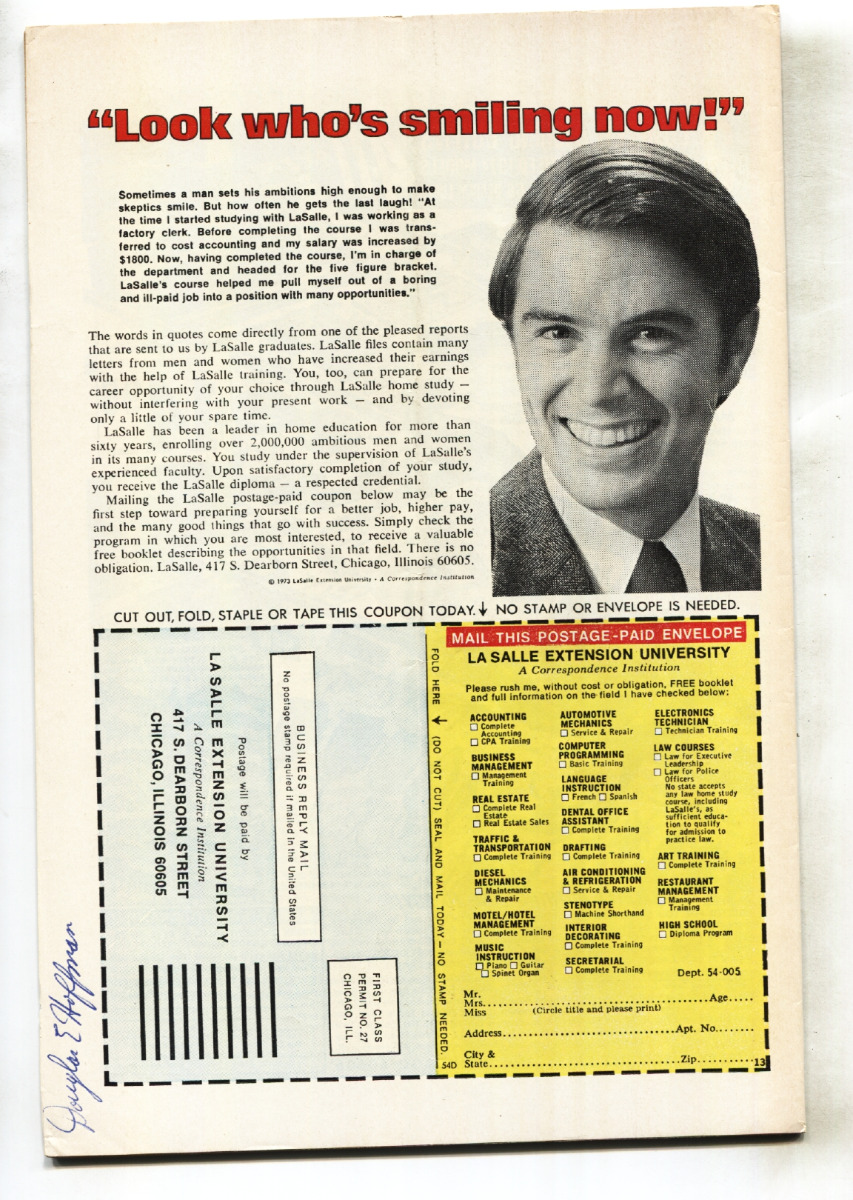 “Look who’s smiling now!”
Sometimes a man sets his ambitions high enough to make
skeptics smile. But how often he gets the last laugh! “At
the time I started studying with LaSalle, I was working as a
factory clerk. Before completing the course I was trans-
ferred to cost accounting and my salary was increased by
$1800. Now, having completed the course, I’m in charge of
the department and headed for the five figure bracket.
LaSalle’s course helped me pull myself out of a boring
and ill-paid job into a position with many opportunities.”
The words in quotes come directly from one of the pleased reports
that are sent to us by LaSalle graduates. LaSalle files contain many
letters from men and women who have increased their earnings
with the help of LaSalle training. You, too, can prepare for the
career opportunity of your choice through LaSalle home study —
without interfering with your present work — and by devoting
only a little of your spare time.
LaSalle has been a leader in home education for more than
sixty years, enrolling over 2,000,000 ambitious men and women
in its many courses. You study under the supervision of LaSalle’s
experienced faculty. Upon satisfactory completion of your study,
you receive the LaSalle diploma — a respected credential.
Mailing the LaSalle postage-paid coupon below may be the
first step toward preparing yourself for a better job, higher pay,
and the many good things that go with success. Simply check the
program in which you are most interested, to receive a valuable
free booklet describing the opportunities in that field. There is no
obligation. LaSalle, 417 S. Dearborn Street, Chicago, Illinois 60605.
© 1973 LaSalle Extension University • A Correspondence Institution
CUT OUT, FOLD, STAPLE OR TAPE THIS COUPON TODAY. ↓ NO STAMP OR ENVELOPE IS NEEDED.
BUSINESS REPLY MAIL
No postage stamp required if mailed in the United States
Postage will be paid by
LA SALLE EXTENSION UNIVERSITY
A Correspondence Institution
417 S. DEARBORN STREET
CHICAGO, ILLINOIS 60605
FIRST CLASS
PERMIT NO. 27
CHICAGO, ILL.
FOLD HERE ↓ (DO NOT CUT) SEAL AND MAIL TODAY — NO STAMP NEEDED.
MAIL THIS POSTAGE-PAID ENVELOPE
LA SALLE EXTENSION UNIVERSITY
A Correspondence Institution
Please rush me, without cost or obligation, FREE booklet
and full information on the field I have checked below:
ACCOUNTING
☐ Complete
Accounting
☐ CPA Training
BUSINESS
MANAGEMENT
☐ Management
Training
REAL ESTATE
☐ Complete Real
Estate
☐ Real Estate Sales
TRAFFIC &
TRANSPORTATION
☐ Complete Training
DIESEL
MECHANICS
☐ Maintenance
& Repair
MOTEL/HOTEL
MANAGEMENT
☐ Complete Training
MUSIC
INSTRUCTION
☐ Piano ☐ Guitar
☐ Spinet Organ
AUTOMOTIVE
MECHANICS
☐ Service & Repair
COMPUTER
PROGRAMMING
☐ Basic Training
LANGUAGE
INSTRUCTION
☐ French ☐ Spanish
DENTAL OFFICE
ASSISTANT
☐ Complete Training
DRAFTING
☐ Complete Training
AIR CONDITIONING
& REFRIGERATION
☐ Service & Repair
STENOTYPE
☐ Machine Shorthand
INTERIOR
DECORATING
☐ Complete Training
SECRETARIAL
☐ Complete Training
ELECTRONICS
TECHNICIAN
☐ Technician Training
LAW COURSES
☐ Law for Executive
Leadership
☐ Law for Police
Officers
No state accepts
any law home study
course, including
LaSalle’s, as
sufficient educa-
tion to qualify
for admission to
practice law.
ART TRAINING
☐ Complete Training
RESTAURANT
MANAGEMENT
☐ Management
Training
HIGH SCHOOL
☐ Diploma Program
Dept. 54-005
Mr.
Mrs. Age.....
Miss (Circle title and please print)
Address.......... Apt. No.......
City &
State.......... Zip..........
54D
13
Douglas E Hoffman